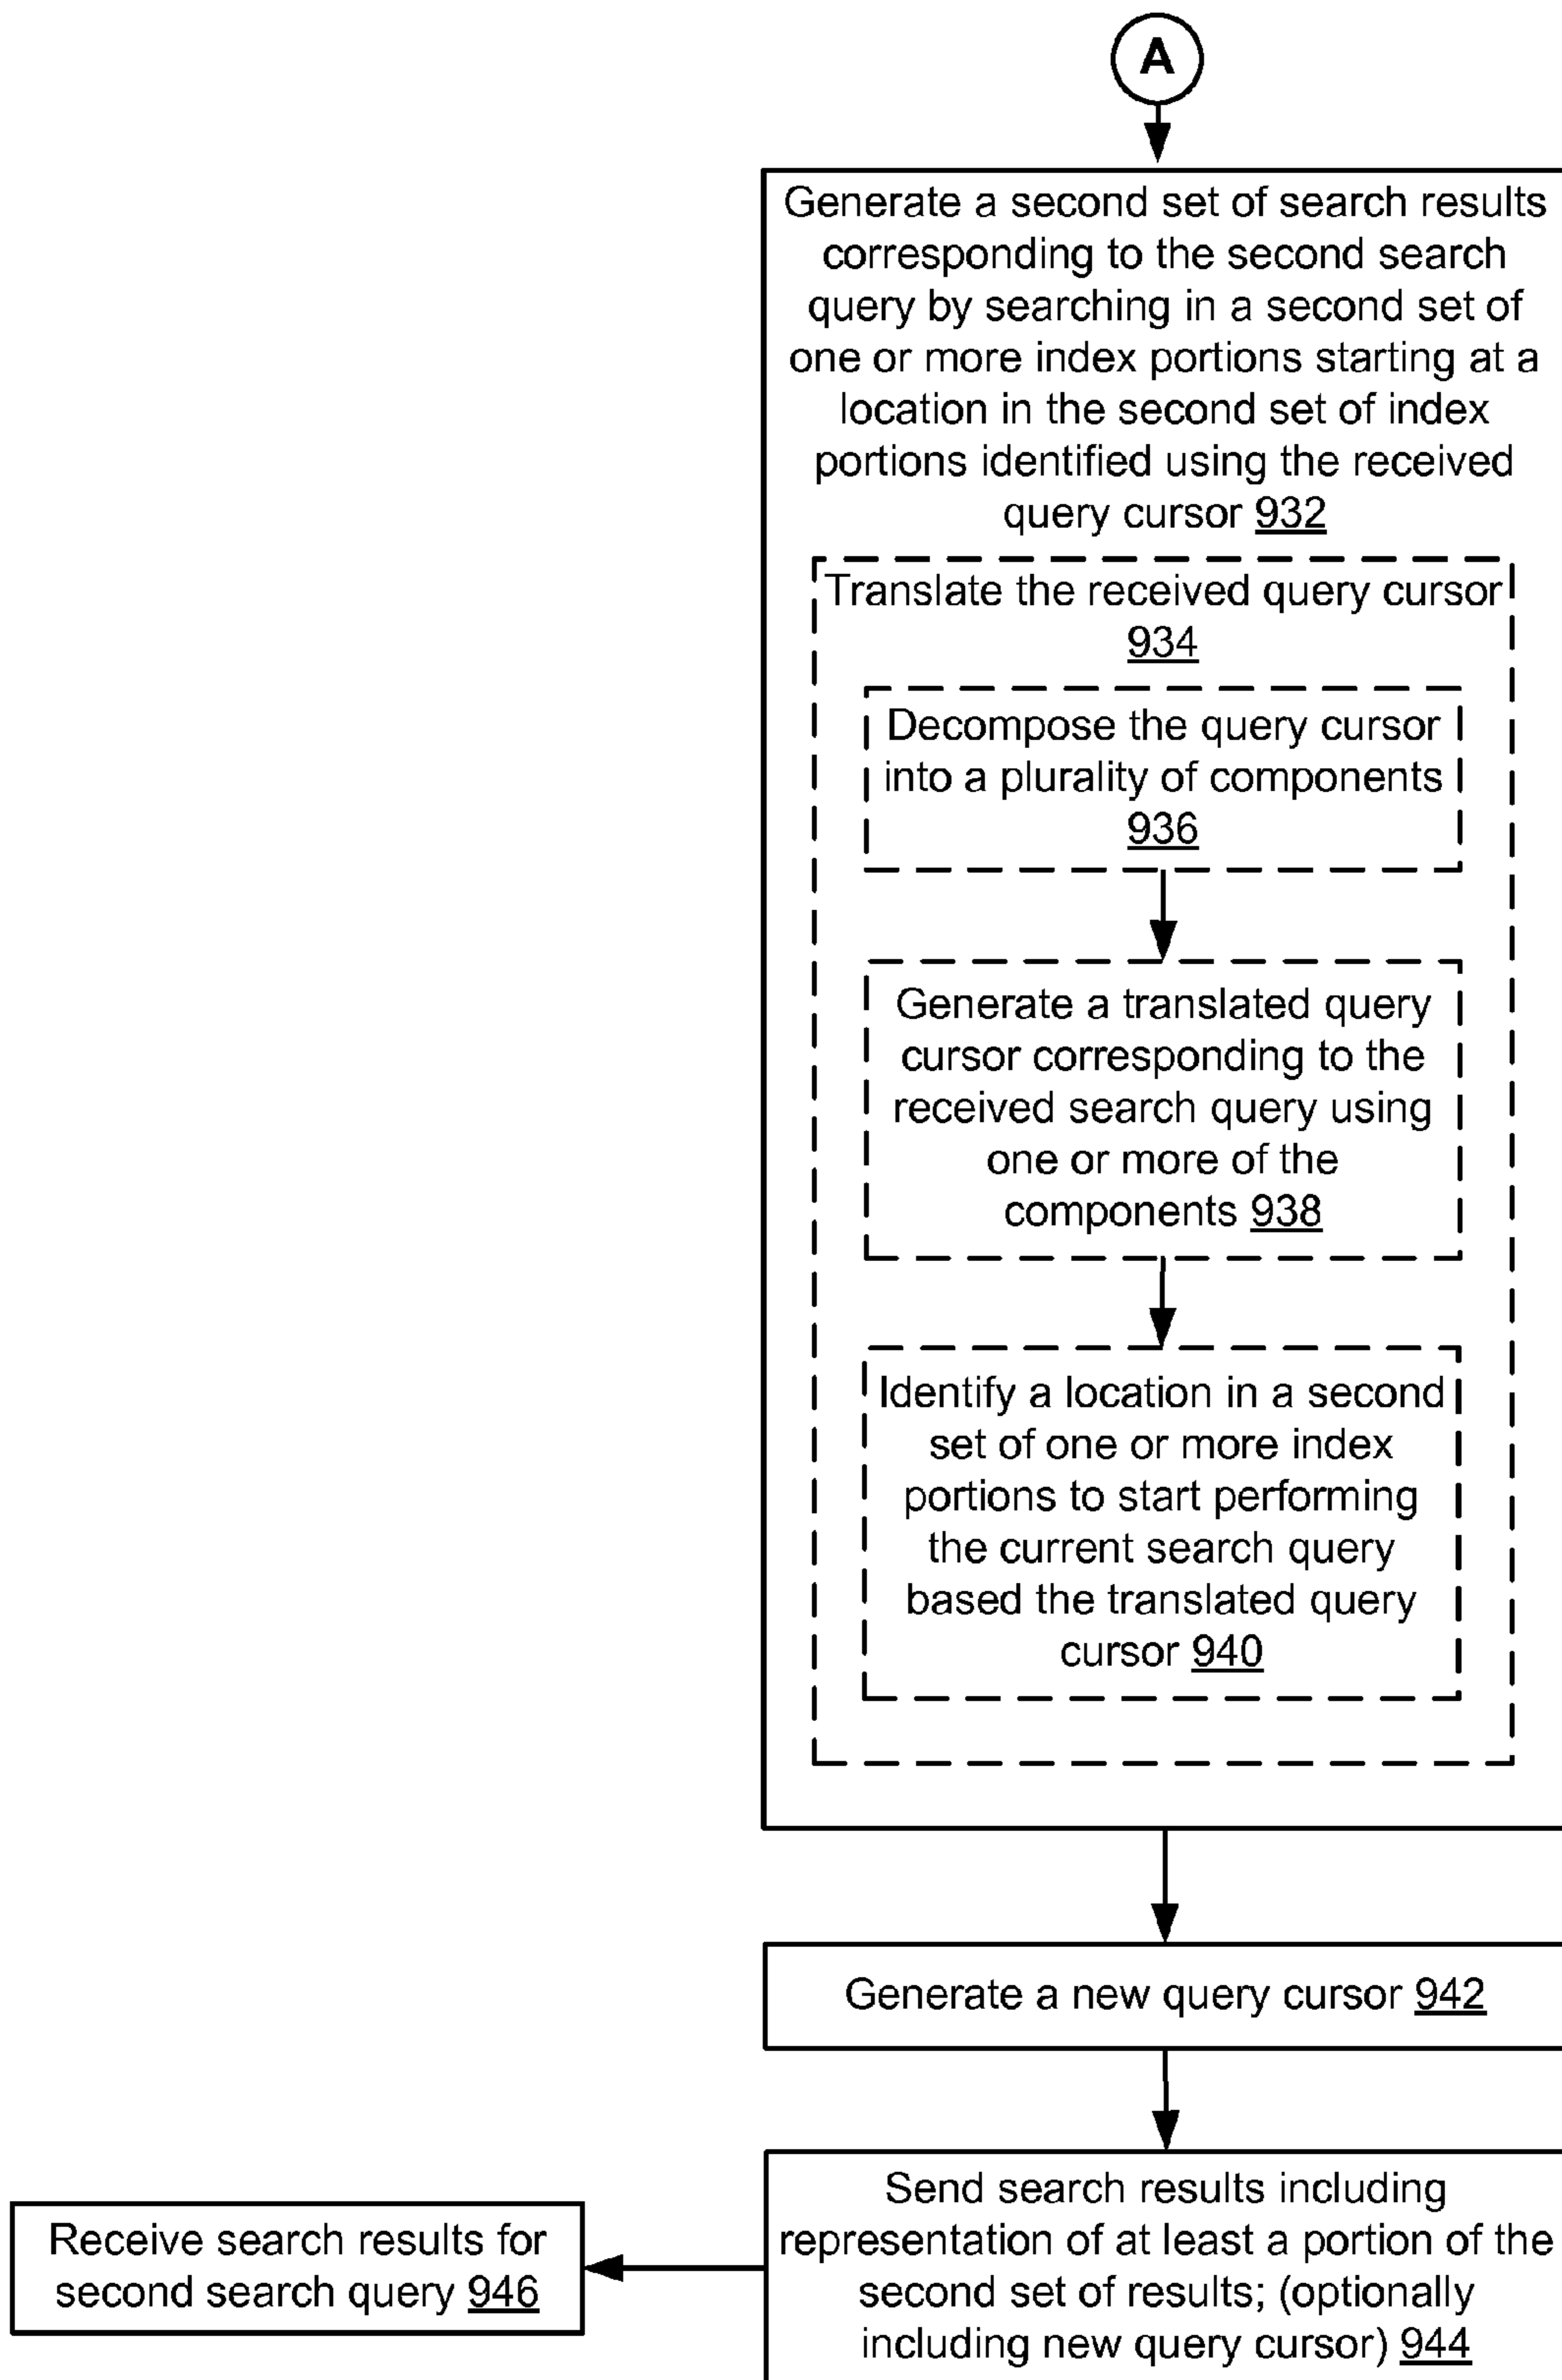 A
Generate a second set of search results
corresponding to the second search
query by searching in a second set of
one or more index portions starting at a
location in the second set of index
portions identified using the received
query cursor 932
Translate the received query cursor
934
Decompose the query cursor
into a plurality of components
936
Generate a translated query
cursor corresponding to the
received search query using
one or more of the
components 938
Identify a location in a second
set of one or more index
portions to start performing
the current search query
based the translated query
cursor 940
Generate a new query cursor 942
Send search results including
representation of at least a portion of the
second set of results; (optionally
including new query cursor) 944
Receive search results for
second search query 946